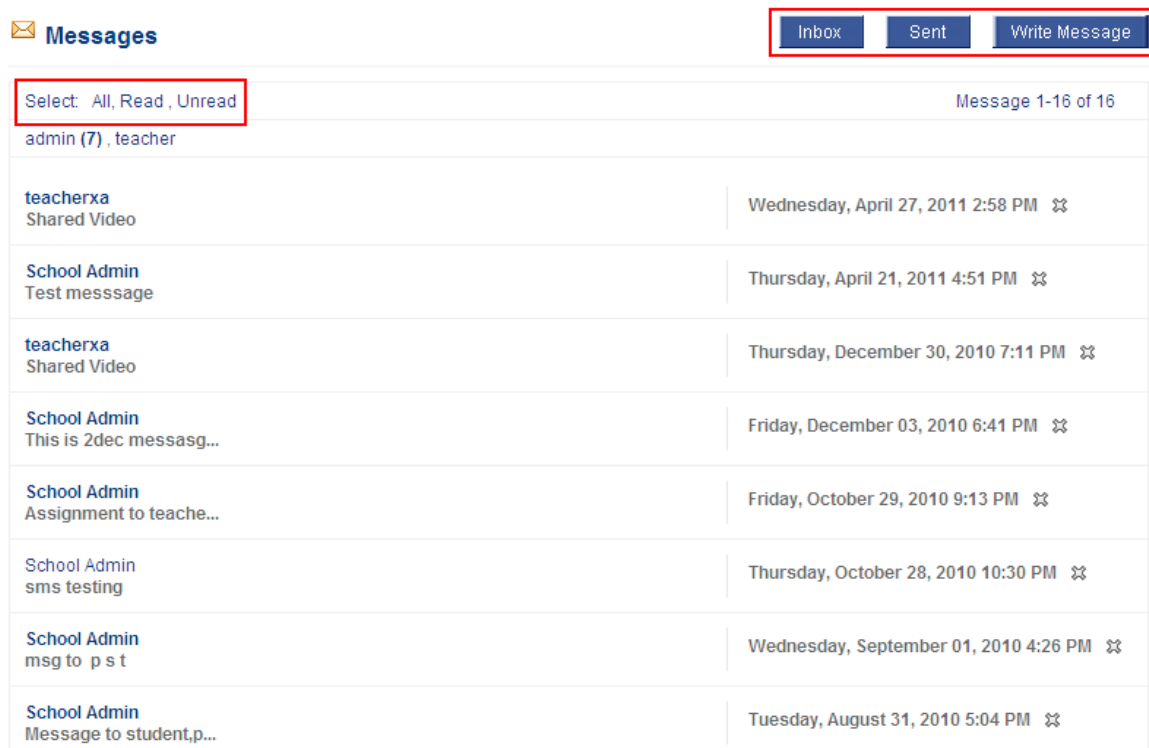 Messages
Inbox Sent Write Message
Select: All, Read , Unread
Message 1-16 of 16
admin (7) , teacher
teacherxa
Shared Video
Wednesday, April 27, 2011 2:58 PM
School Admin
Test messsage
Thursday, April 21, 2011 4:51 PM
teacherxa
Shared Video
Thursday, December 30, 2010 7:11 PM
School Admin
This is 2dec messasg...
Friday, December 03, 2010 6:41 PM
School Admin
Assignment to teache...
Friday, October 29, 2010 9:13 PM
School Admin
sms testing
Thursday, October 28, 2010 10:30 PM
School Admin
msg to p s t
Wednesday, September 01, 2010 4:26 PM
School Admin
Message to student,p...
Tuesday, August 31, 2010 5:04 PM